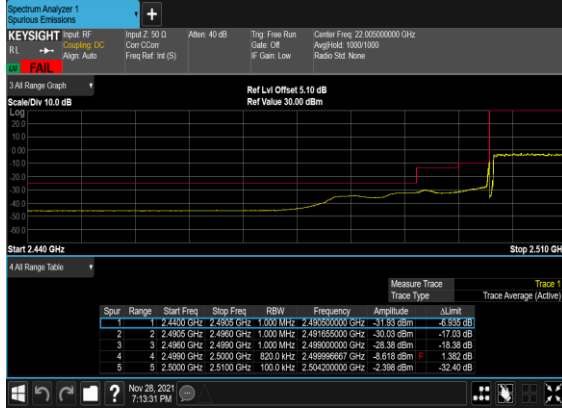 Spectrum Analyzer 1
Spurious Emissions
+
KEYSIGHT Input: RF Input Z: 50 Ω Atten: 40 dB Trig: Free Run Center Freq: 22.005000000 GHz
RL Coupling: DC Corr CCorr Gate: Off Avg|Hold: 1000/1000
Align: Auto Freq Ref: Int (S) IF Gain: Low Radio Std: None
FAIL
3 All Range Graph Ref Lvl Offset 5.10 dB
Scale/Div 10.0 dB Ref Value 30.00 dBm
Log
20.0
10.0
0.00
-10.0
-20.0
-30.0
-40.0
-50.0
-60.0
Start 2.440 GHz Stop 2.510 GH
4 All Range Table
Measure Trace Trace 1
Trace Type Trace Average (Active)
Spur Range Start Freq Stop Freq RBW Frequency Amplitude ΔLimit
1 1 2.4400 GHz 2.4905 GHz 1.000 MHz 2.490500000 GHz -31.93 dBm -6.935 dB
2 2 2.4905 GHz 2.4960 GHz 1.000 MHz 2.491655000 GHz -30.03 dBm -17.03 dB
3 3 2.4960 GHz 2.4990 GHz 1.000 MHz 2.499000000 GHz -28.38 dBm -18.38 dB
4 4 2.4990 GHz 2.5000 GHz 820.0 kHz 2.499996667 GHz -8.618 dBm F 1.382 dB
5 5 2.5000 GHz 2.5100 GHz 100.0 kHz 2.504200000 GHz -2.398 dBm -32.40 dB
? Nov 28, 2021
7:13:31 PM